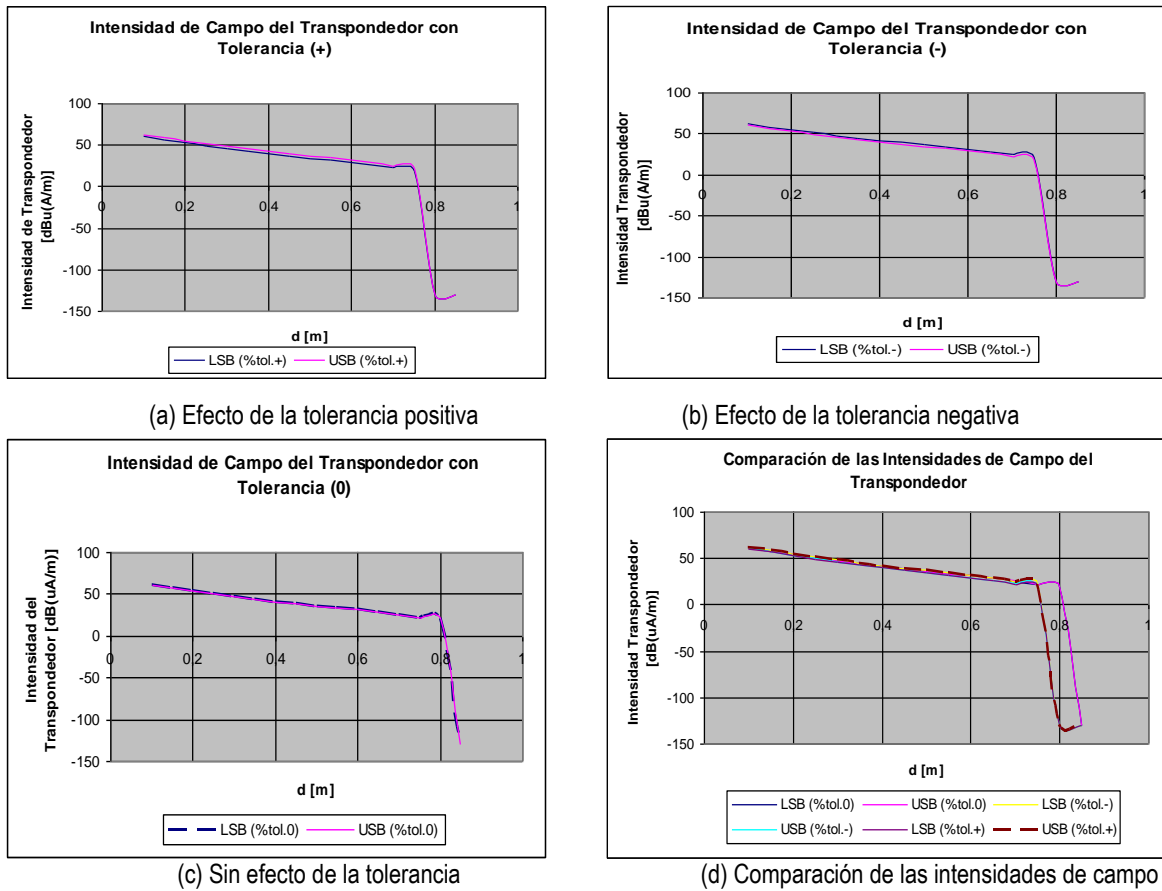 Intensidad de Campo del Transpondedor con
Tolerancia (+)
Intensidad de Transpondedor
[dBu(A/m)]
100
50
0
-50
-100
-150
0
0.2
0.4
0.6
0.8
1
d [m]
LSB (%tol.+) USB (%tol.+)
(a) Efecto de la tolerancia positiva
Intensidad de Campo del Transpondedor con
Tolerancia (-)
Intensidad Transpondedor
[dBu(A/m)]
100
50
0
-50
-100
-150
0
0.2
0.4
0.6
0.8
1
d [m]
LSB (%tol.-) USB (%tol.-)
(b) Efecto de la tolerancia negativa
Intensidad de Campo del Transpondedor con
Tolerancia (0)
Intensidad del
Transpondedor [dB(uA/m)]
100
50
0
-50
-100
-150
0
0.2
0.4
0.6
0.8
1
d [m]
LSB (%tol.0) USB (%tol.0)
(c) Sin efecto de la tolerancia
Comparación de las Intensidades de Campo del
Transpondedor
Intensidad Transpondedor
[dB(uA/m)]
100
50
0
-50
-100
-150
0
0.2
0.4
0.6
0.8
1
d [m]
LSB (%tol.0) USB (%tol.0) LSB (%tol.-)
USB (%tol.-) LSB (%tol.+) USB (%tol.+)
(d) Comparación de las intensidades de campo